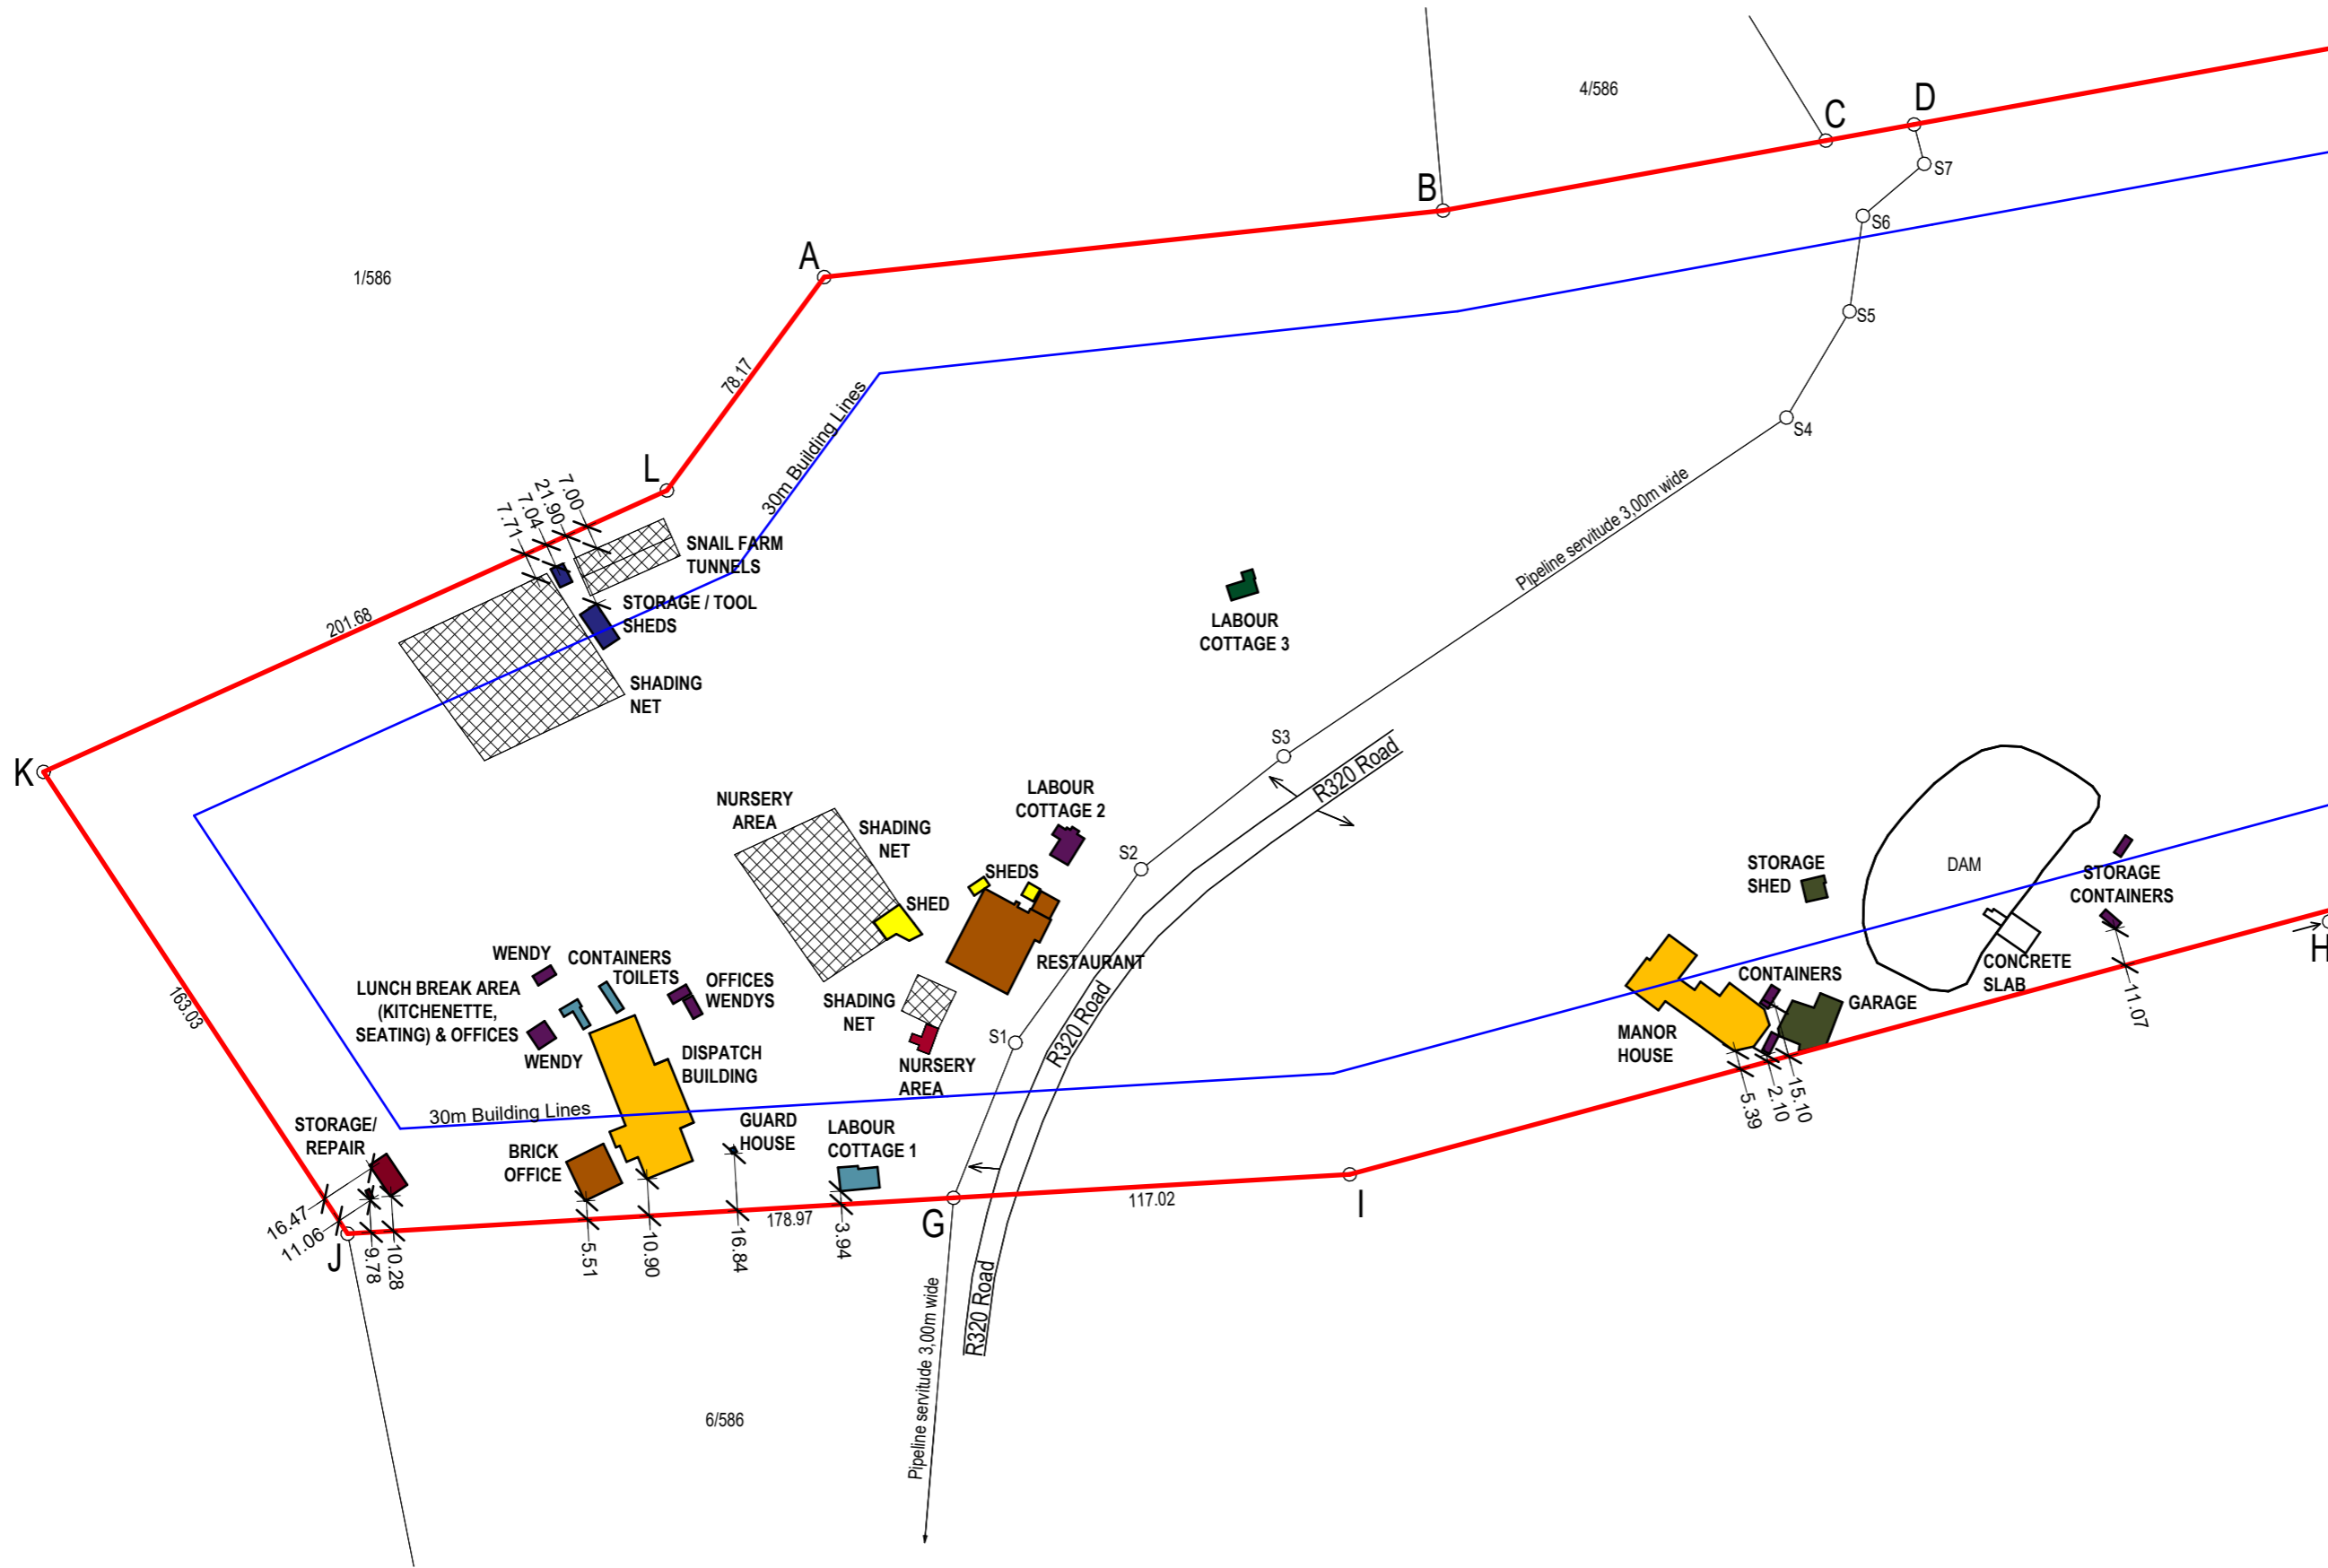 4/586
C
D
S7
B
S6
A
1/586
S5
78.17
30m Building Lines
S4
L
7.00
21.90
7.04
7.71
SNAIL FARM
TUNNELS
Pipeline servitude 3,00m wide
STORAGE / TOOL
SHEDS
201.68
LABOUR
COTTAGE 3
SHADING
NET
S3
R320 Road
K
NURSERY
AREA
LABOUR
COTTAGE 2
SHADING
NET
S2
SHEDS
STORAGE
SHED
DAM
STORAGE
CONTAINERS
SHED
H
WENDY
CONTAINERS
TOILETS
OFFICES
WENDYS
RESTAURANT
CONCRETE
SLAB
CONTAINERS
GARAGE
LUNCH BREAK AREA
(KITCHENETTE,
SEATING) & OFFICES
SHADING
NET
163.03
11.07
S1
R320 Road
MANOR
HOUSE
WENDY
DISPATCH
BUILDING
NURSERY
AREA
15.10
2.10
5.39
30m Building Lines
STORAGE/
REPAIR
GUARD
HOUSE
LABOUR
COTTAGE 1
BRICK
OFFICE
I
117.02
16.47
11.06
178.97
G
J
9.78
10.28
5.51
10.90
16.84
3.94
R320 Road
Pipeline servitude 3,00m wide
6/586